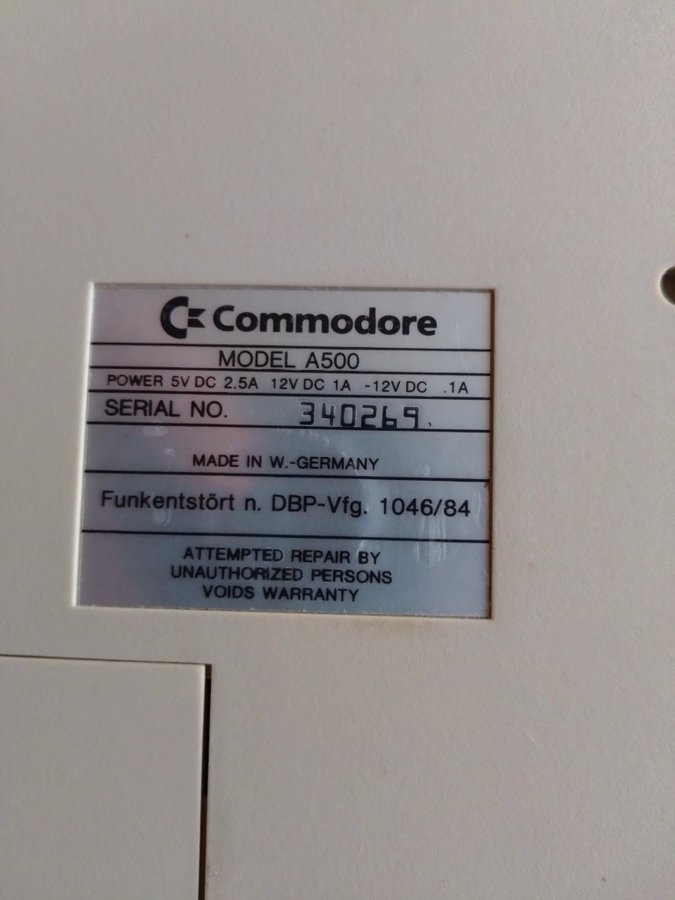 Commodore
MODEL A500
POWER 5V DC 2.5A 12V DC 1A -12V DC .1A
SERIAL NO. 340269.
MADE IN W.-GERMANY
Funkentstört n. DBP-Vfg. 1046/84
ATTEMPTED REPAIR BY
UNAUTHORIZED PERSONS
VOIDS WARRANTY